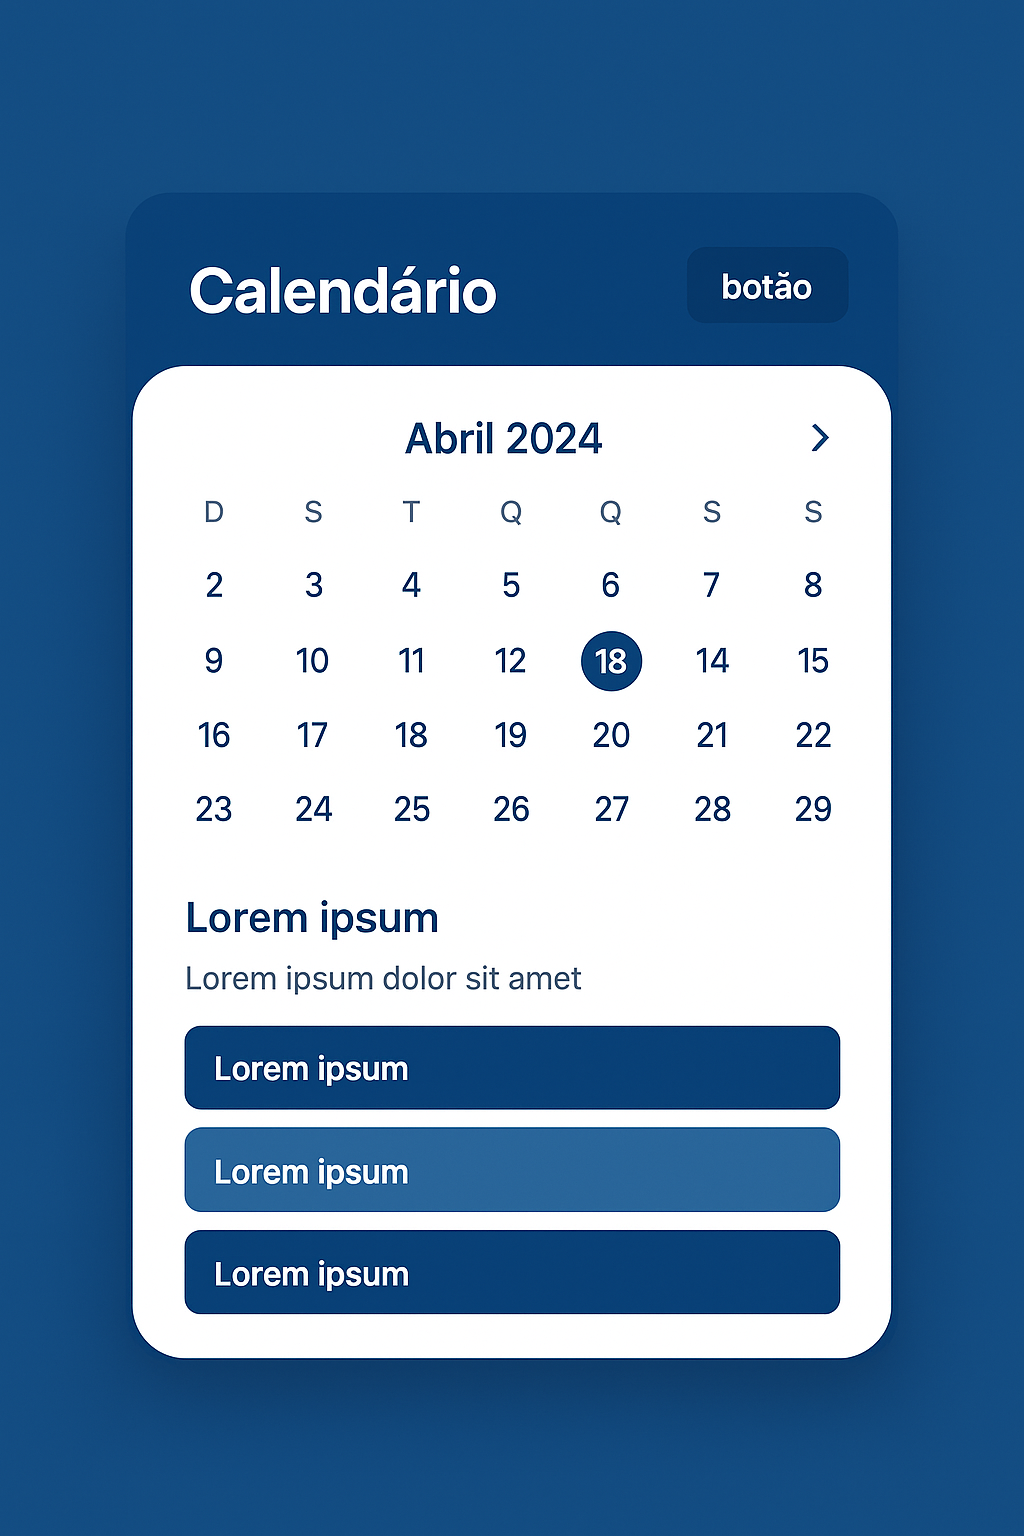 Calendário
botăo
Abril 2024 >
D S T Q Q S S
2 3 4 5 6 7 8
9 10 11 12 18 14 15
16 17 18 19 20 21 22
23 24 25 26 27 28 29
Lorem ipsum
Lorem ipsum dolor sit amet
Lorem ipsum
Lorem ipsum
Lorem ipsum